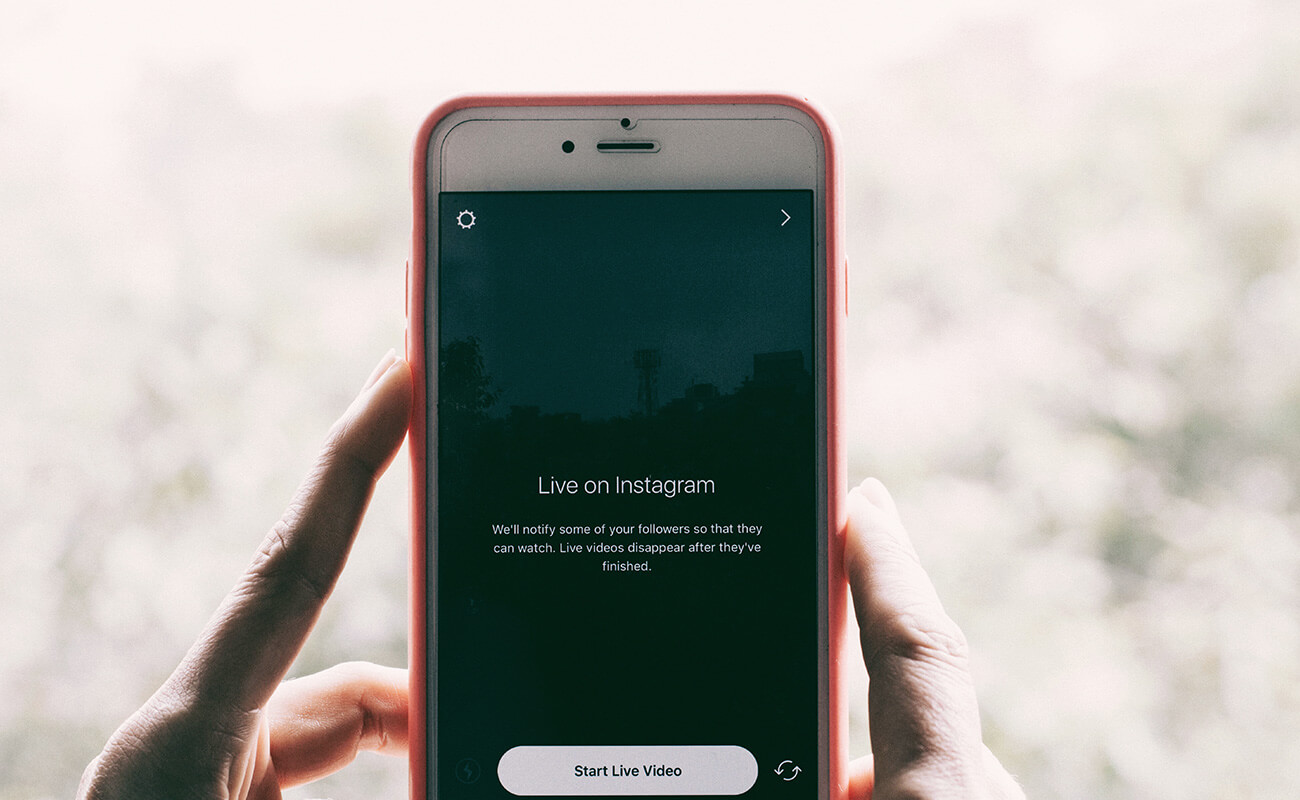 Live on Instagram
We'll notify some of your followers so that they
can watch. Live videos disappear after they've
finished.
Start Live Video